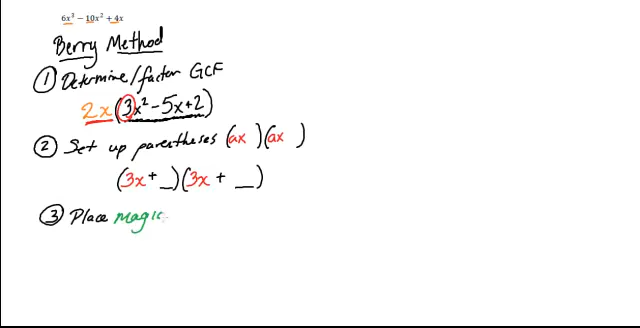 6x³ − 10x² + 4x
Berry Method
① Determine/factor GCF
2x(3x² − 5x + 2)
② Set up parentheses (ax )(ax )
(3x + _)(3x + _)
③ Place magic